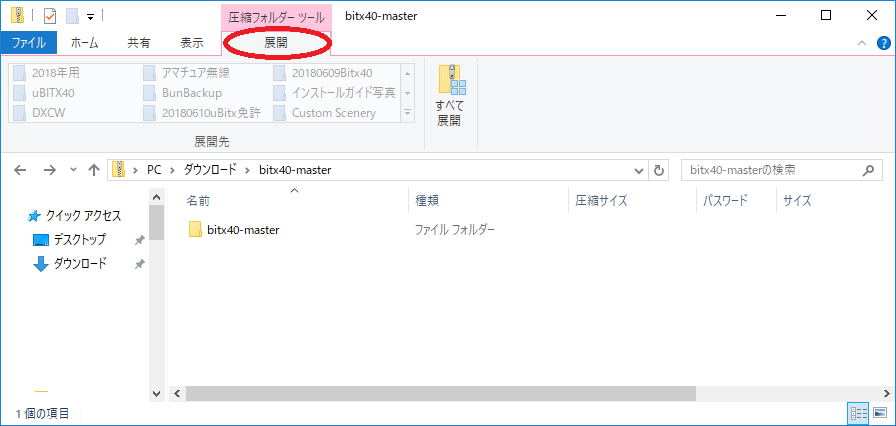 圧縮フォルダー ツール
bitx40-master
ファイル ホーム 共有 表示 展開
2018年用 アマチュア無線 20180609Bitx40
uBITX40 BunBackup インストールガイド写真
DXCW 20180610uBitx免許 Custom Scenery
すべて
展開
展開先
PC ダウンロード bitx40-master
bitx40-masterの検索
名前 種類 圧縮サイズ パスワード サイズ
クイック アクセス
デスクトップ
ダウンロード
bitx40-master ファイル フォルダー
1 個の項目